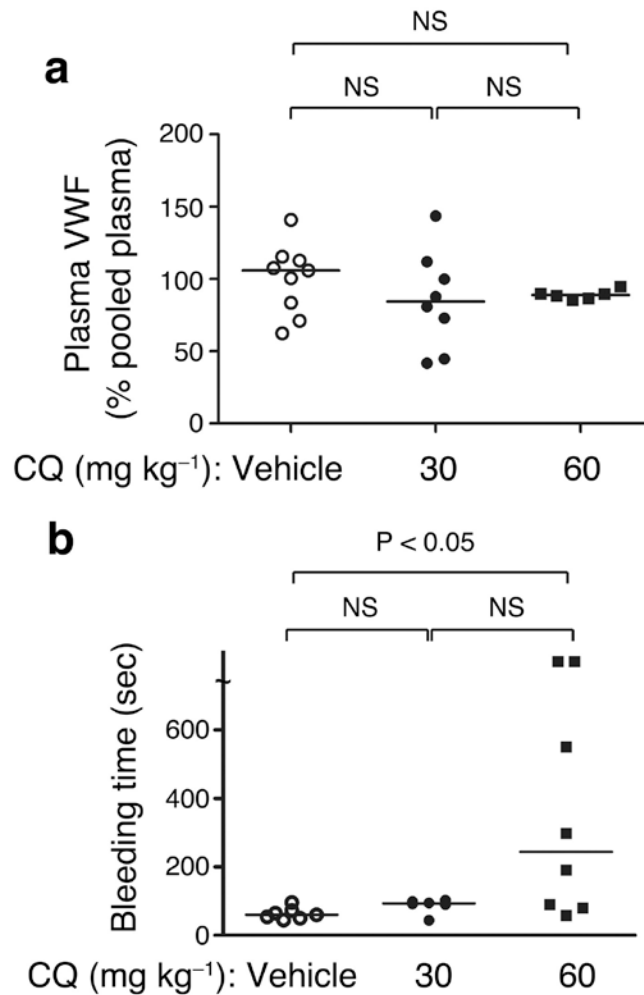 NS
a
NS NS
200
150
100
50
0
Plasma VWF
(% pooled plasma)
CQ (mg kg⁻¹): Vehicle 30 60
b
P < 0.05
NS NS
~
600
400
200
0
Bleeding time (sec)
CQ (mg kg⁻¹): Vehicle 30 60